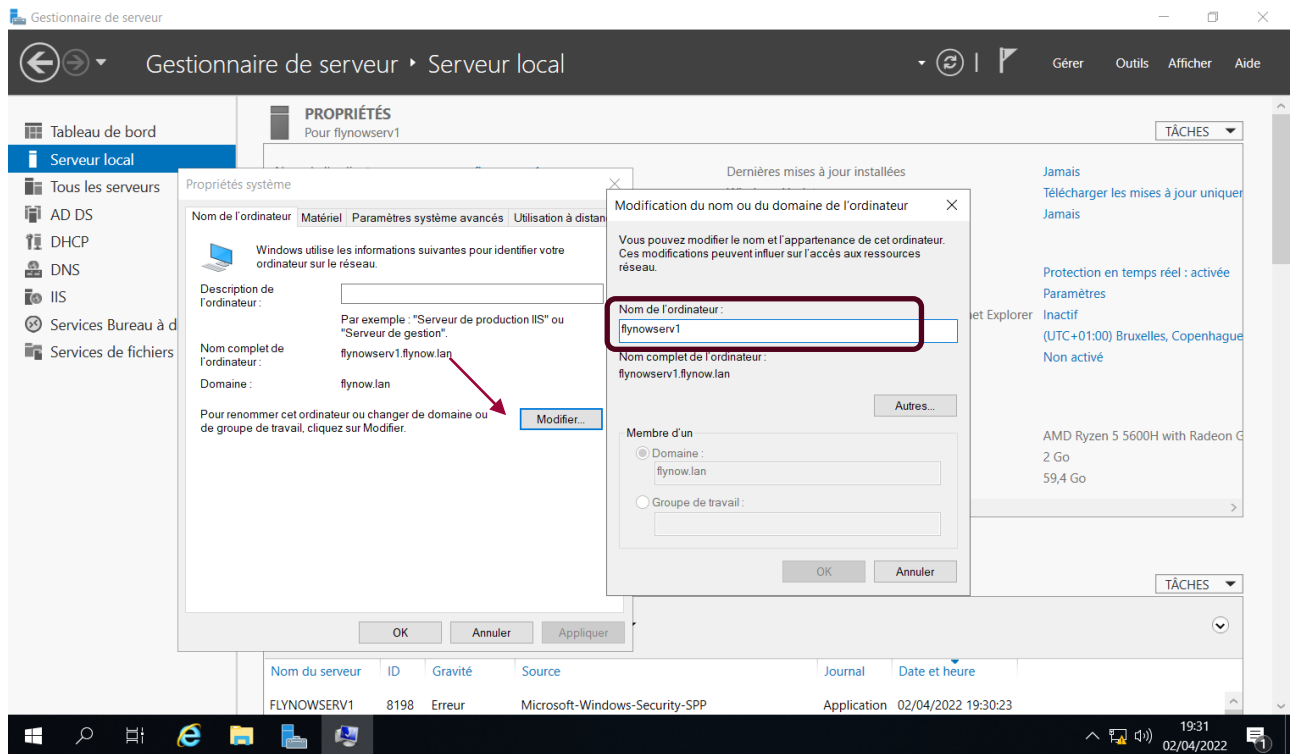 Gestionnaire de serveur
Gestionnaire de serveur ‣ Serveur local
Gérer Outils Afficher Aide
Tableau de bord
Serveur local
Tous les serveurs
AD DS
DHCP
DNS
IIS
Services Bureau à d
Services de fichiers
PROPRIÉTÉS
Pour flynowserv1
TÂCHES
Dernières mises à jour installées
Jamais
Télécharger les mises à jour uniquer
Jamais
Protection en temps réel : activée
Paramètres
et Explorer Inactif
(UTC+01:00) Bruxelles, Copenhague
Non activé
AMD Ryzen 5 5600H with Radeon G
2 Go
59,4 Go
Propriétés système
Nom de l'ordinateur Matériel Paramètres système avancés Utilisation à distan
Windows utilise les informations suivantes pour identifier votre
ordinateur sur le réseau.
Description de
l'ordinateur :
Par exemple : "Serveur de production IIS" ou
"Serveur de gestion".
Nom complet de
l'ordinateur :
flynowserv1.flynow.lan
Domaine :
flynow.lan
Pour renommer cet ordinateur ou changer de domaine ou
de groupe de travail, cliquez sur Modifier.
Modifier...
OK Annuler Appliquer
Modification du nom ou du domaine de l'ordinateur
Vous pouvez modifier le nom et l'appartenance de cet ordinateur.
Ces modifications peuvent influer sur l'accès aux ressources
réseau.
Nom de l'ordinateur :
flynowserv1
Nom complet de l'ordinateur :
flynowserv1.flynow.lan
Autres...
Membre d'un
Domaine :
flynow.lan
Groupe de travail :
OK Annuler
TÂCHES
Nom du serveur ID Gravité Source Journal Date et heure
FLYNOWSERV1 8198 Erreur Microsoft-Windows-Security-SPP Application 02/04/2022 19:30:23
19:31
02/04/2022
1